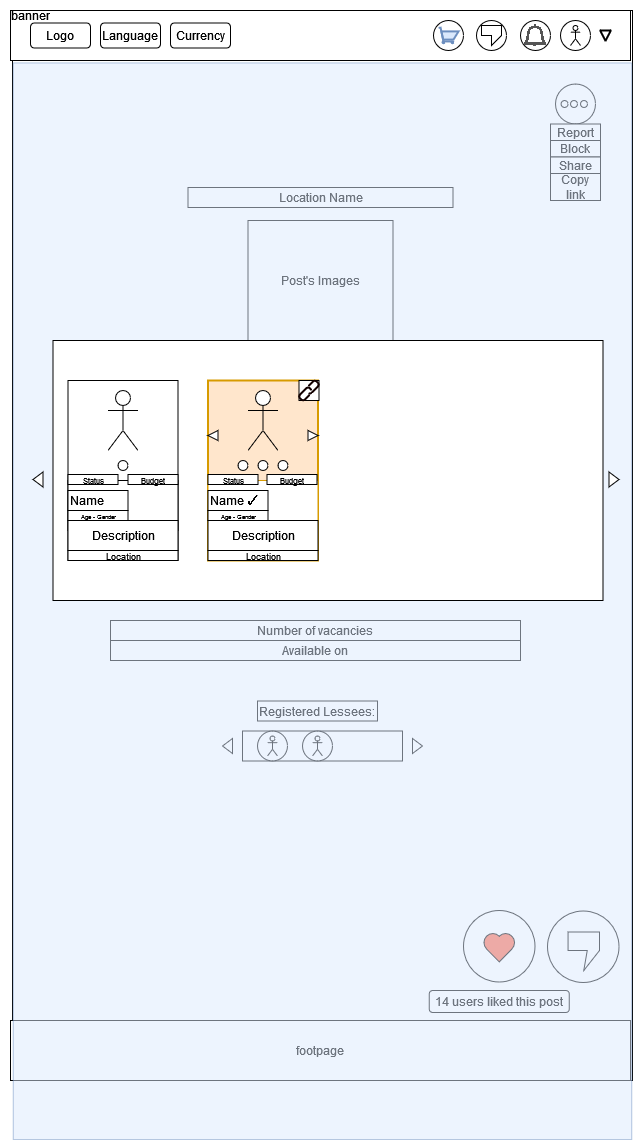 banner
Logo
Language
Currency
Report
Block
Share
Copy
link
Location Name
Post's Images
Status
Budget
Name
Age - Gender
Description
Location
Status
Budget
Name ✓
Age - Gender
Description
Location
Number of vacancies
Available on
Registered Lessees:
14 users liked this post
footpage